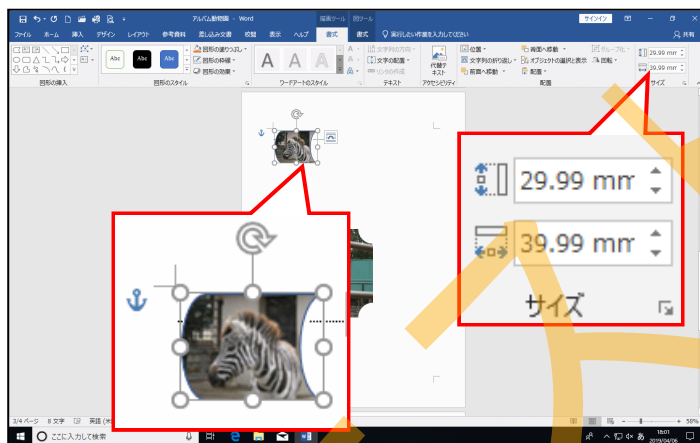 アルバム動物園 - Word
描画ツール 図ツール
サインイン
ファイル ホーム 挿入 デザイン レイアウト 参考資料 差し込み文書 校閲 表示 ヘルプ 書式 書式 実行したい作業を入力してください 共有
Abc Abc Abc
図形の塗りつぶし
図形の枠線
図形の効果
A A A
文字列の方向
文字の配置
リンクの作成
代替テキスト
位置
文字列の折り返し
前面へ移動
背面へ移動
オブジェクトの選択と表示
配置
グループ化
回転
29.99 mm
39.99 mm
図形の挿入 図形のスタイル ワードアートのスタイル テキスト アクセシビリティ 配置 サイズ
29.99 mm
39.99 mm
サイズ
3/4 ページ 8 文字
50%
ここに入力して検索
18:01
2019/04/06